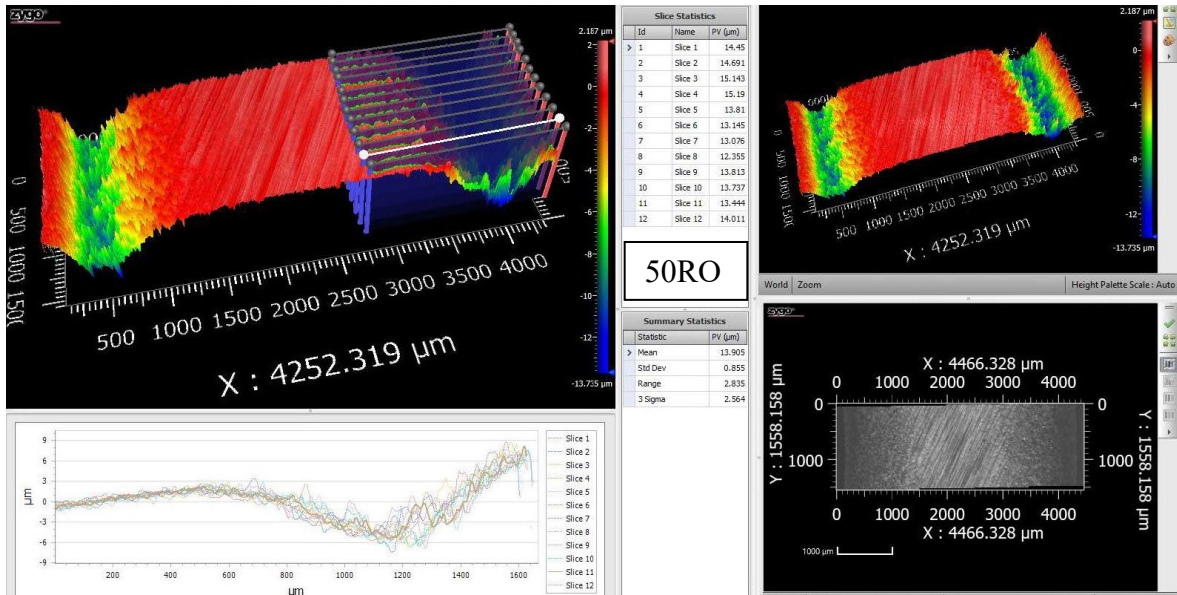 zygo
2.187 µm
2
0
-2
-4
-6
-8
-10
-12
-13.735 µm
0
500
1000
500 1000 1500 2000 2500 3000 3500 4000
X : 4252.319 µm
Slice Statistics
Id Name PV (µm)
1 Slice 1 14.45
2 Slice 2 14.691
3 Slice 3 15.143
4 Slice 4 15.19
5 Slice 5 13.81
6 Slice 6 13.145
7 Slice 7 13.076
8 Slice 8 12.355
9 Slice 9 13.813
10 Slice 10 13.737
11 Slice 11 13.444
12 Slice 12 14.011
50RO
Summary Statistics
Statistic PV (µm)
Mean 13.905
Std Dev 0.855
Range 2.835
3 Sigma 2.564
zygo
2.187 µm
0
-4
-8
-12
-13.735 µm
0
500
1000
500 1000 1500 2000 2500 3000 3500 4000
X : 4252.319 µm
World Zoom Height Palette Scale : Auto
9
6
3
0
-3
-6
-9
µm
200 400 600 800 1000 1200 1400 1600
µm
Slice 1
Slice 2
Slice 3
Slice 4
Slice 5
Slice 6
Slice 7
Slice 8
Slice 9
Slice 10
Slice 11
Slice 12
zygo
X : 4466.328 µm
0 1000 2000 3000 4000
0 0
1000 1000
Y : 1558.158 µm
Y : 1558.158 µm
0 1000 2000 3000 4000
X : 4466.328 µm
1000 µm